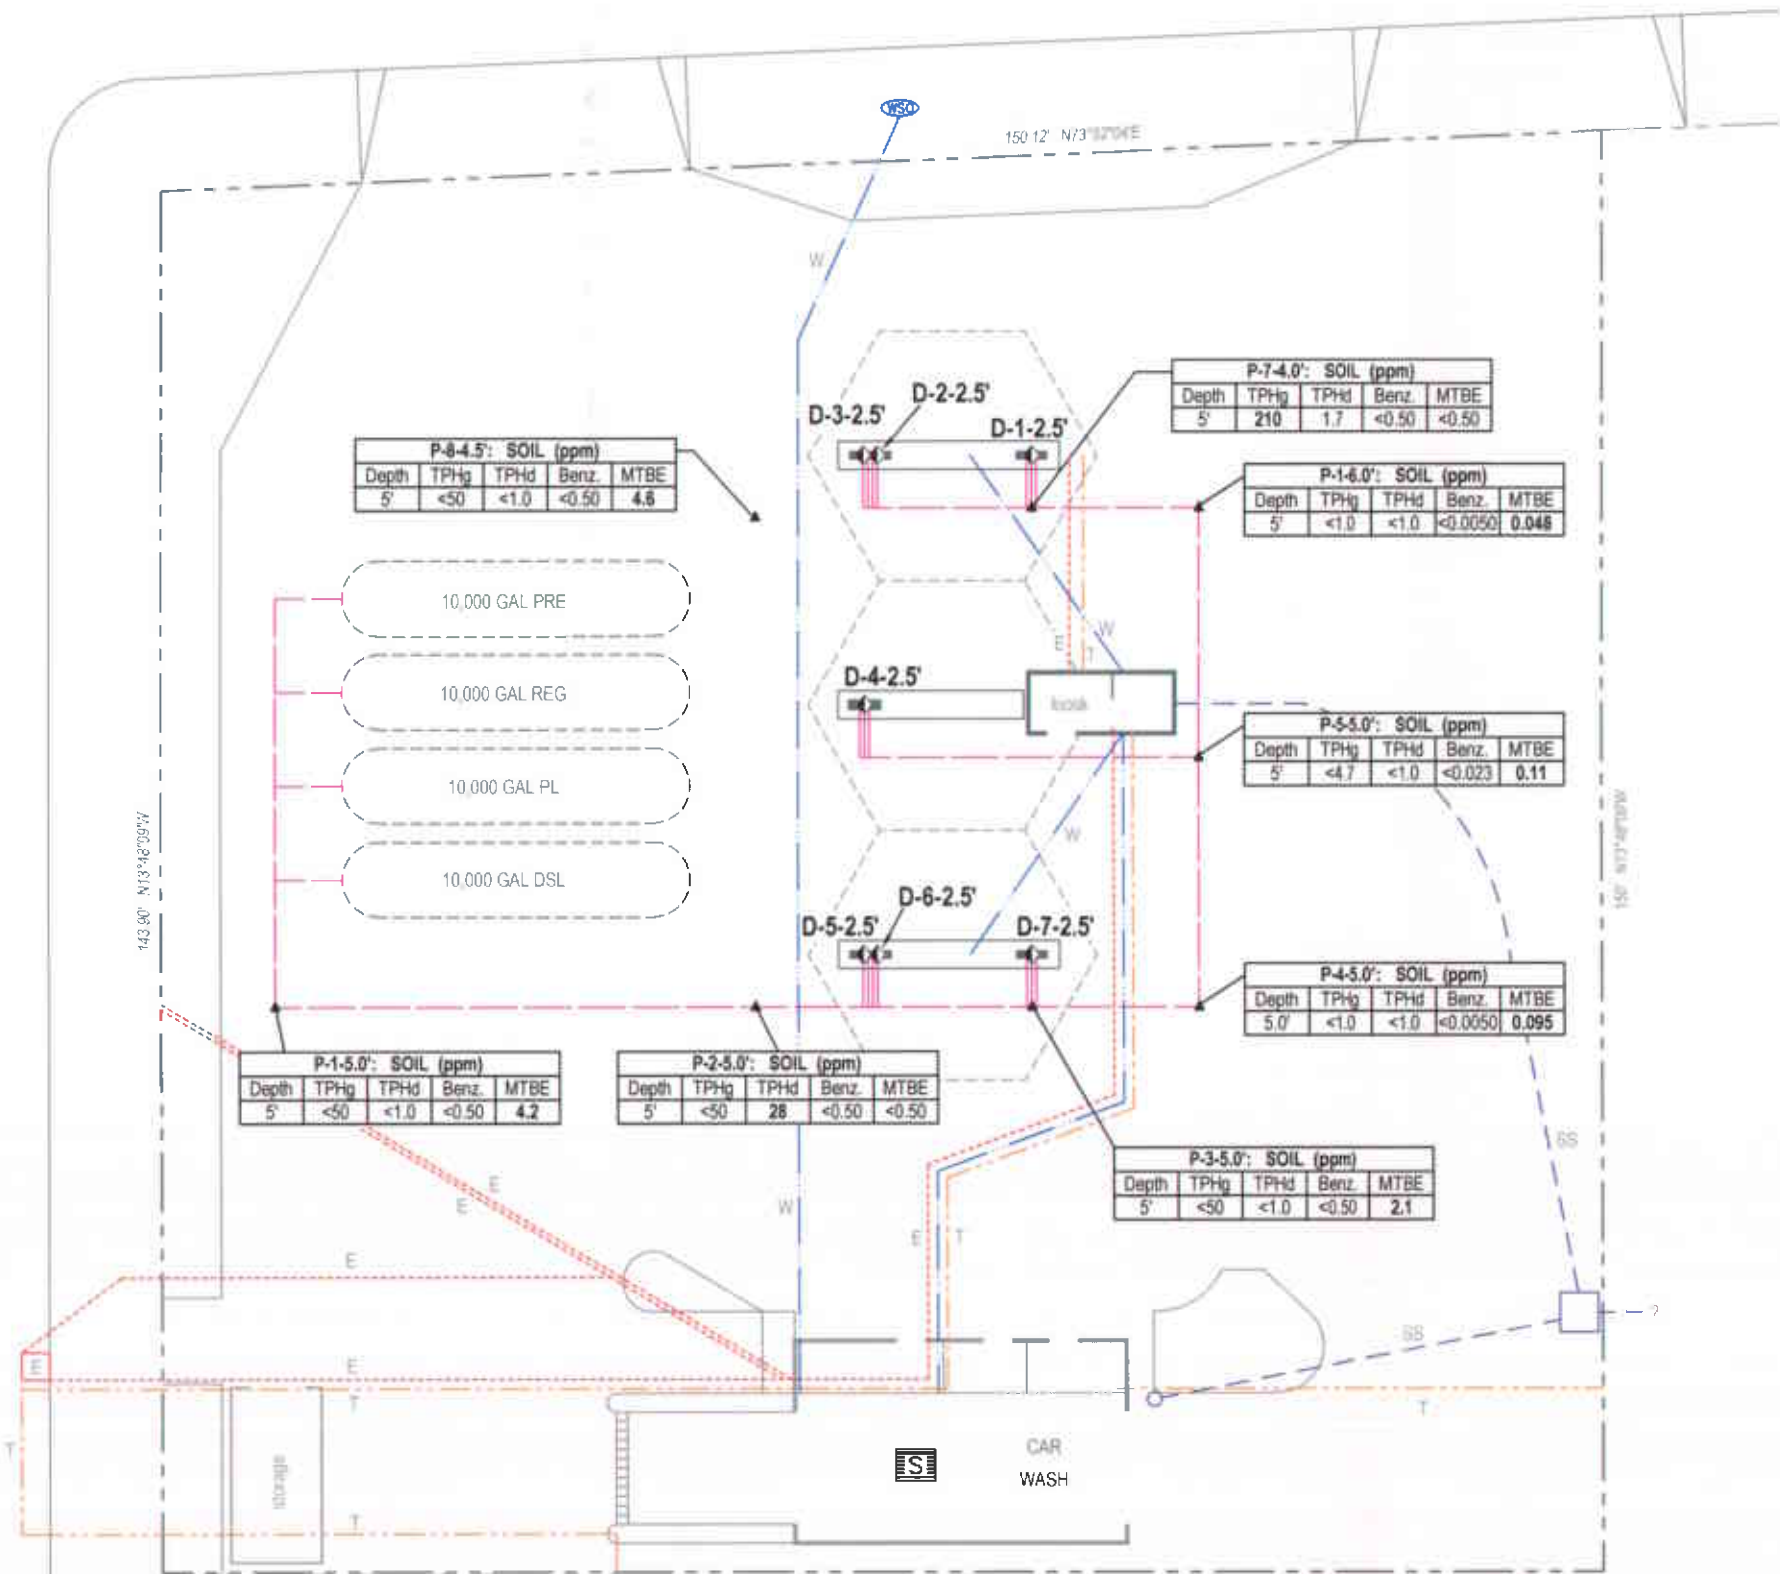 WSO
150 12' N73°02'04"E
W
P-7-4.0': SOIL (ppm)
Depth TPHg TPHd Benz. MTBE
5' 210 1.7 <0.50 <0.50
D-2-2.5'
D-3-2.5'
D-1-2.5'
P-8-4.5': SOIL (ppm)
Depth TPHg TPHd Benz. MTBE
5' <50 <1.0 <0.50 4.6
P-1-6.0': SOIL (ppm)
Depth TPHg TPHd Benz. MTBE
5' <1.0 <1.0 <0.0050 0.048
10,000 GAL PRE
E
T
W
10,000 GAL REG
D-4-2.5'
kiosk
P-5-5.0': SOIL (ppm)
Depth TPHg TPHd Benz. MTBE
5' <4.7 <1.0 <0.023 0.11
10,000 GAL PL
W
143.90' N13°48'09"W
10,000 GAL DSL
D-6-2.5'
D-5-2.5'
D-7-2.5'
P-4-5.0': SOIL (ppm)
Depth TPHg TPHd Benz. MTBE
5.0' <1.0 <1.0 <0.0050 0.095
P-1-5.0': SOIL (ppm)
Depth TPHg TPHd Benz. MTBE
5' <50 <1.0 <0.50 4.2
P-2-5.0': SOIL (ppm)
Depth TPHg TPHd Benz. MTBE
5' <50 28 <0.50 <0.50
SS
P-3-5.0': SOIL (ppm)
Depth TPHg TPHd Benz. MTBE
5' <50 <1.0 <0.50 2.1
E
E
W
E
T
E
?
SS
E
E
T
T
T
storage
S
CAR
WASH
T